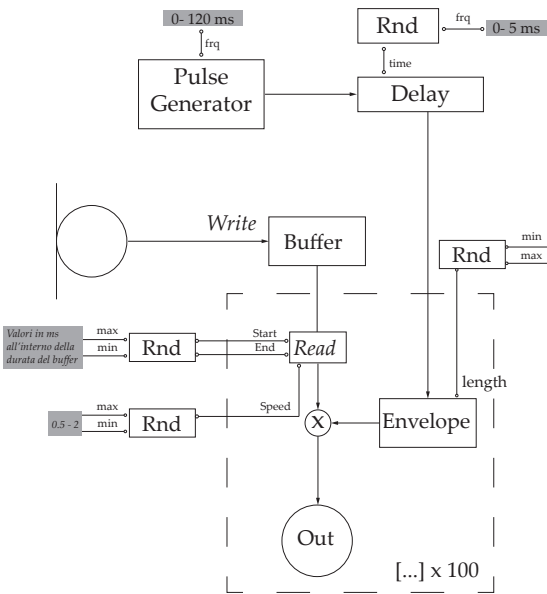 0- 120 ms
frq
Pulse
Generator
Rnd
frq
0- 5 ms
time
Delay
Write
Buffer
min
max
Rnd
Valori in ms
all'interno della
durata del buffer
max
min
Rnd
Start
End
Read
length
0.5 - 2
max
min
Rnd
Speed
x
Envelope
Out
[...] x 100